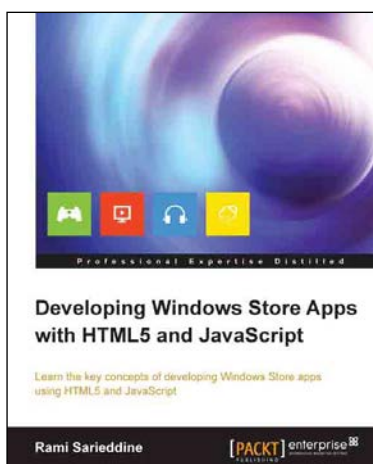 Professional Expertise Distilled
Developing Windows Store Apps
with HTML5 and JavaScript
Learn the key concepts of developing Windows Store apps
using HTML5 and JavaScript
Rami Sarieddine
[PACKT] enterprise
PUBLISHING